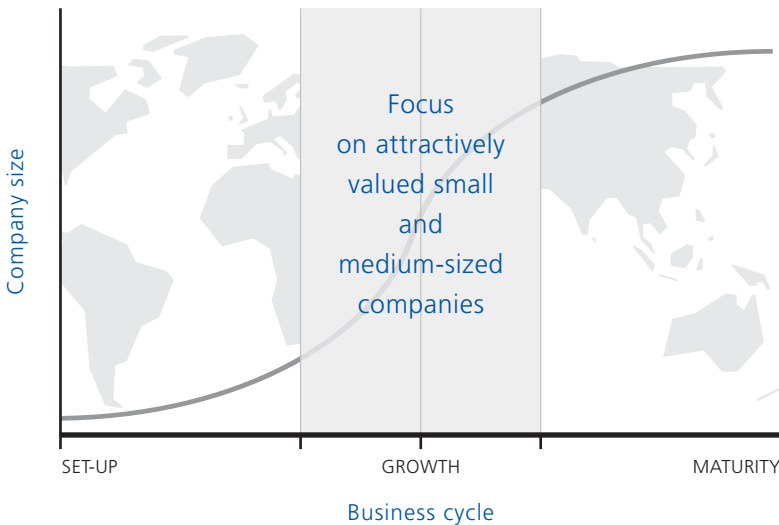 Focus
on attractively
valued small
and
medium-sized
companies
Company size
SET-UP
GROWTH
MATURITY
Business cycle